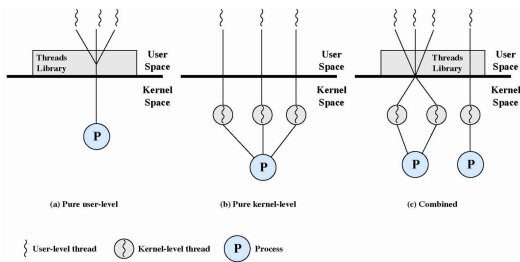 Threads
Library
User
Space
Kernel
Space
P
(a) Pure user-level
User
Space
Kernel
Space
P
(b) Pure kernel-level
Threads
Library
User
Space
Kernel
Space
P
P
(c) Combined
User-level thread
Kernel-level thread
P
Process